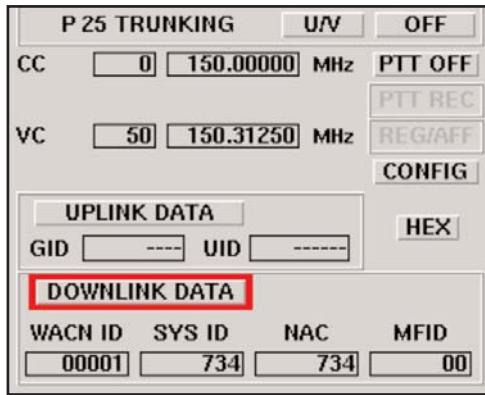 P 25 TRUNKING U/V OFF
CC 0 150.00000 MHz PTT OFF
PTT REC
VC 50 150.31250 MHz REG/AFF
CONFIG
UPLINK DATA HEX
GID ---- UID ------
DOWNLINK DATA
WACN ID SYS ID NAC MFID
00001 734 734 00